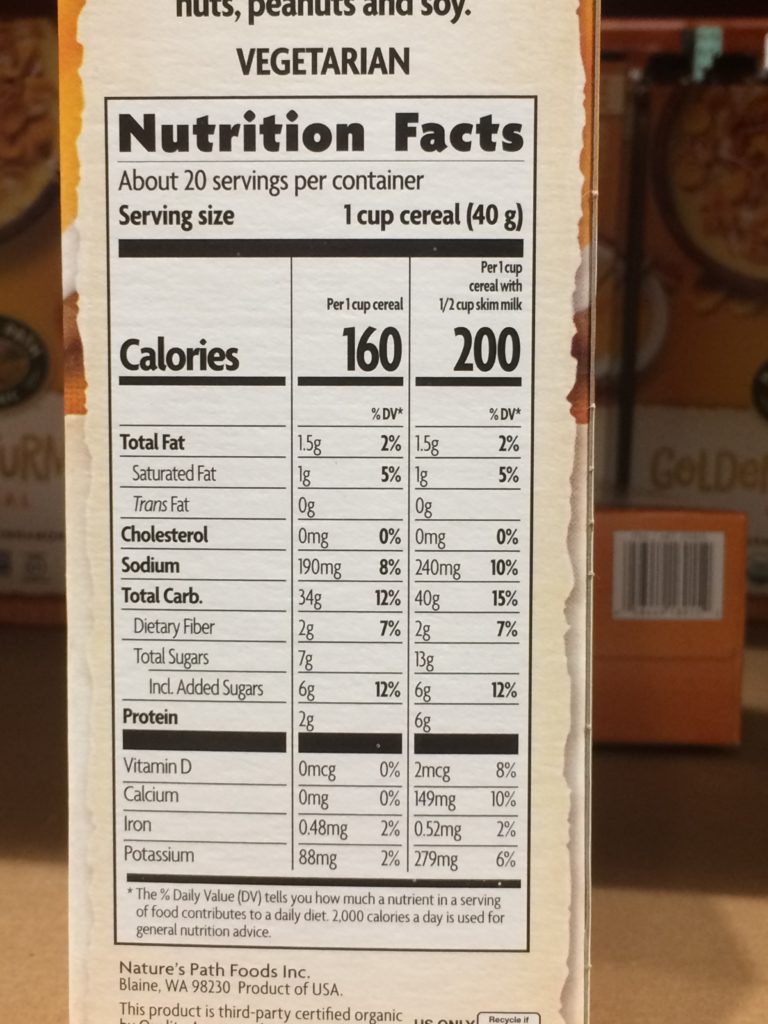 nuts, peanuts and soy.
VEGETARIAN
Nutrition Facts
About 20 servings per container
Serving size 1 cup cereal (40 g)
Per 1 cup cereal
Per 1 cup
cereal with
1/2 cup skim milk
Calories 160 200
% DV* % DV*
Total Fat 1.5g 2% 1.5g 2%
Saturated Fat 1g 5% 1g 5%
Trans Fat 0g 0g
Cholesterol 0mg 0% 0mg 0%
Sodium 190mg 8% 240mg 10%
Total Carb. 34g 12% 40g 15%
Dietary Fiber 2g 7% 2g 7%
Total Sugars 7g 13g
Incl. Added Sugars 6g 12% 6g 12%
Protein 2g 6g
Vitamin D 0mcg 0% 2mcg 8%
Calcium 0mg 0% 149mg 10%
Iron 0.48mg 2% 0.52mg 2%
Potassium 88mg 2% 279mg 6%
* The % Daily Value (DV) tells you how much a nutrient in a serving
of food contributes to a daily diet. 2,000 calories a day is used for
general nutrition advice.
Nature's Path Foods Inc.
Blaine, WA 98230 Product of USA.
This product is third-party certified organic
US ONLY
Recycle if